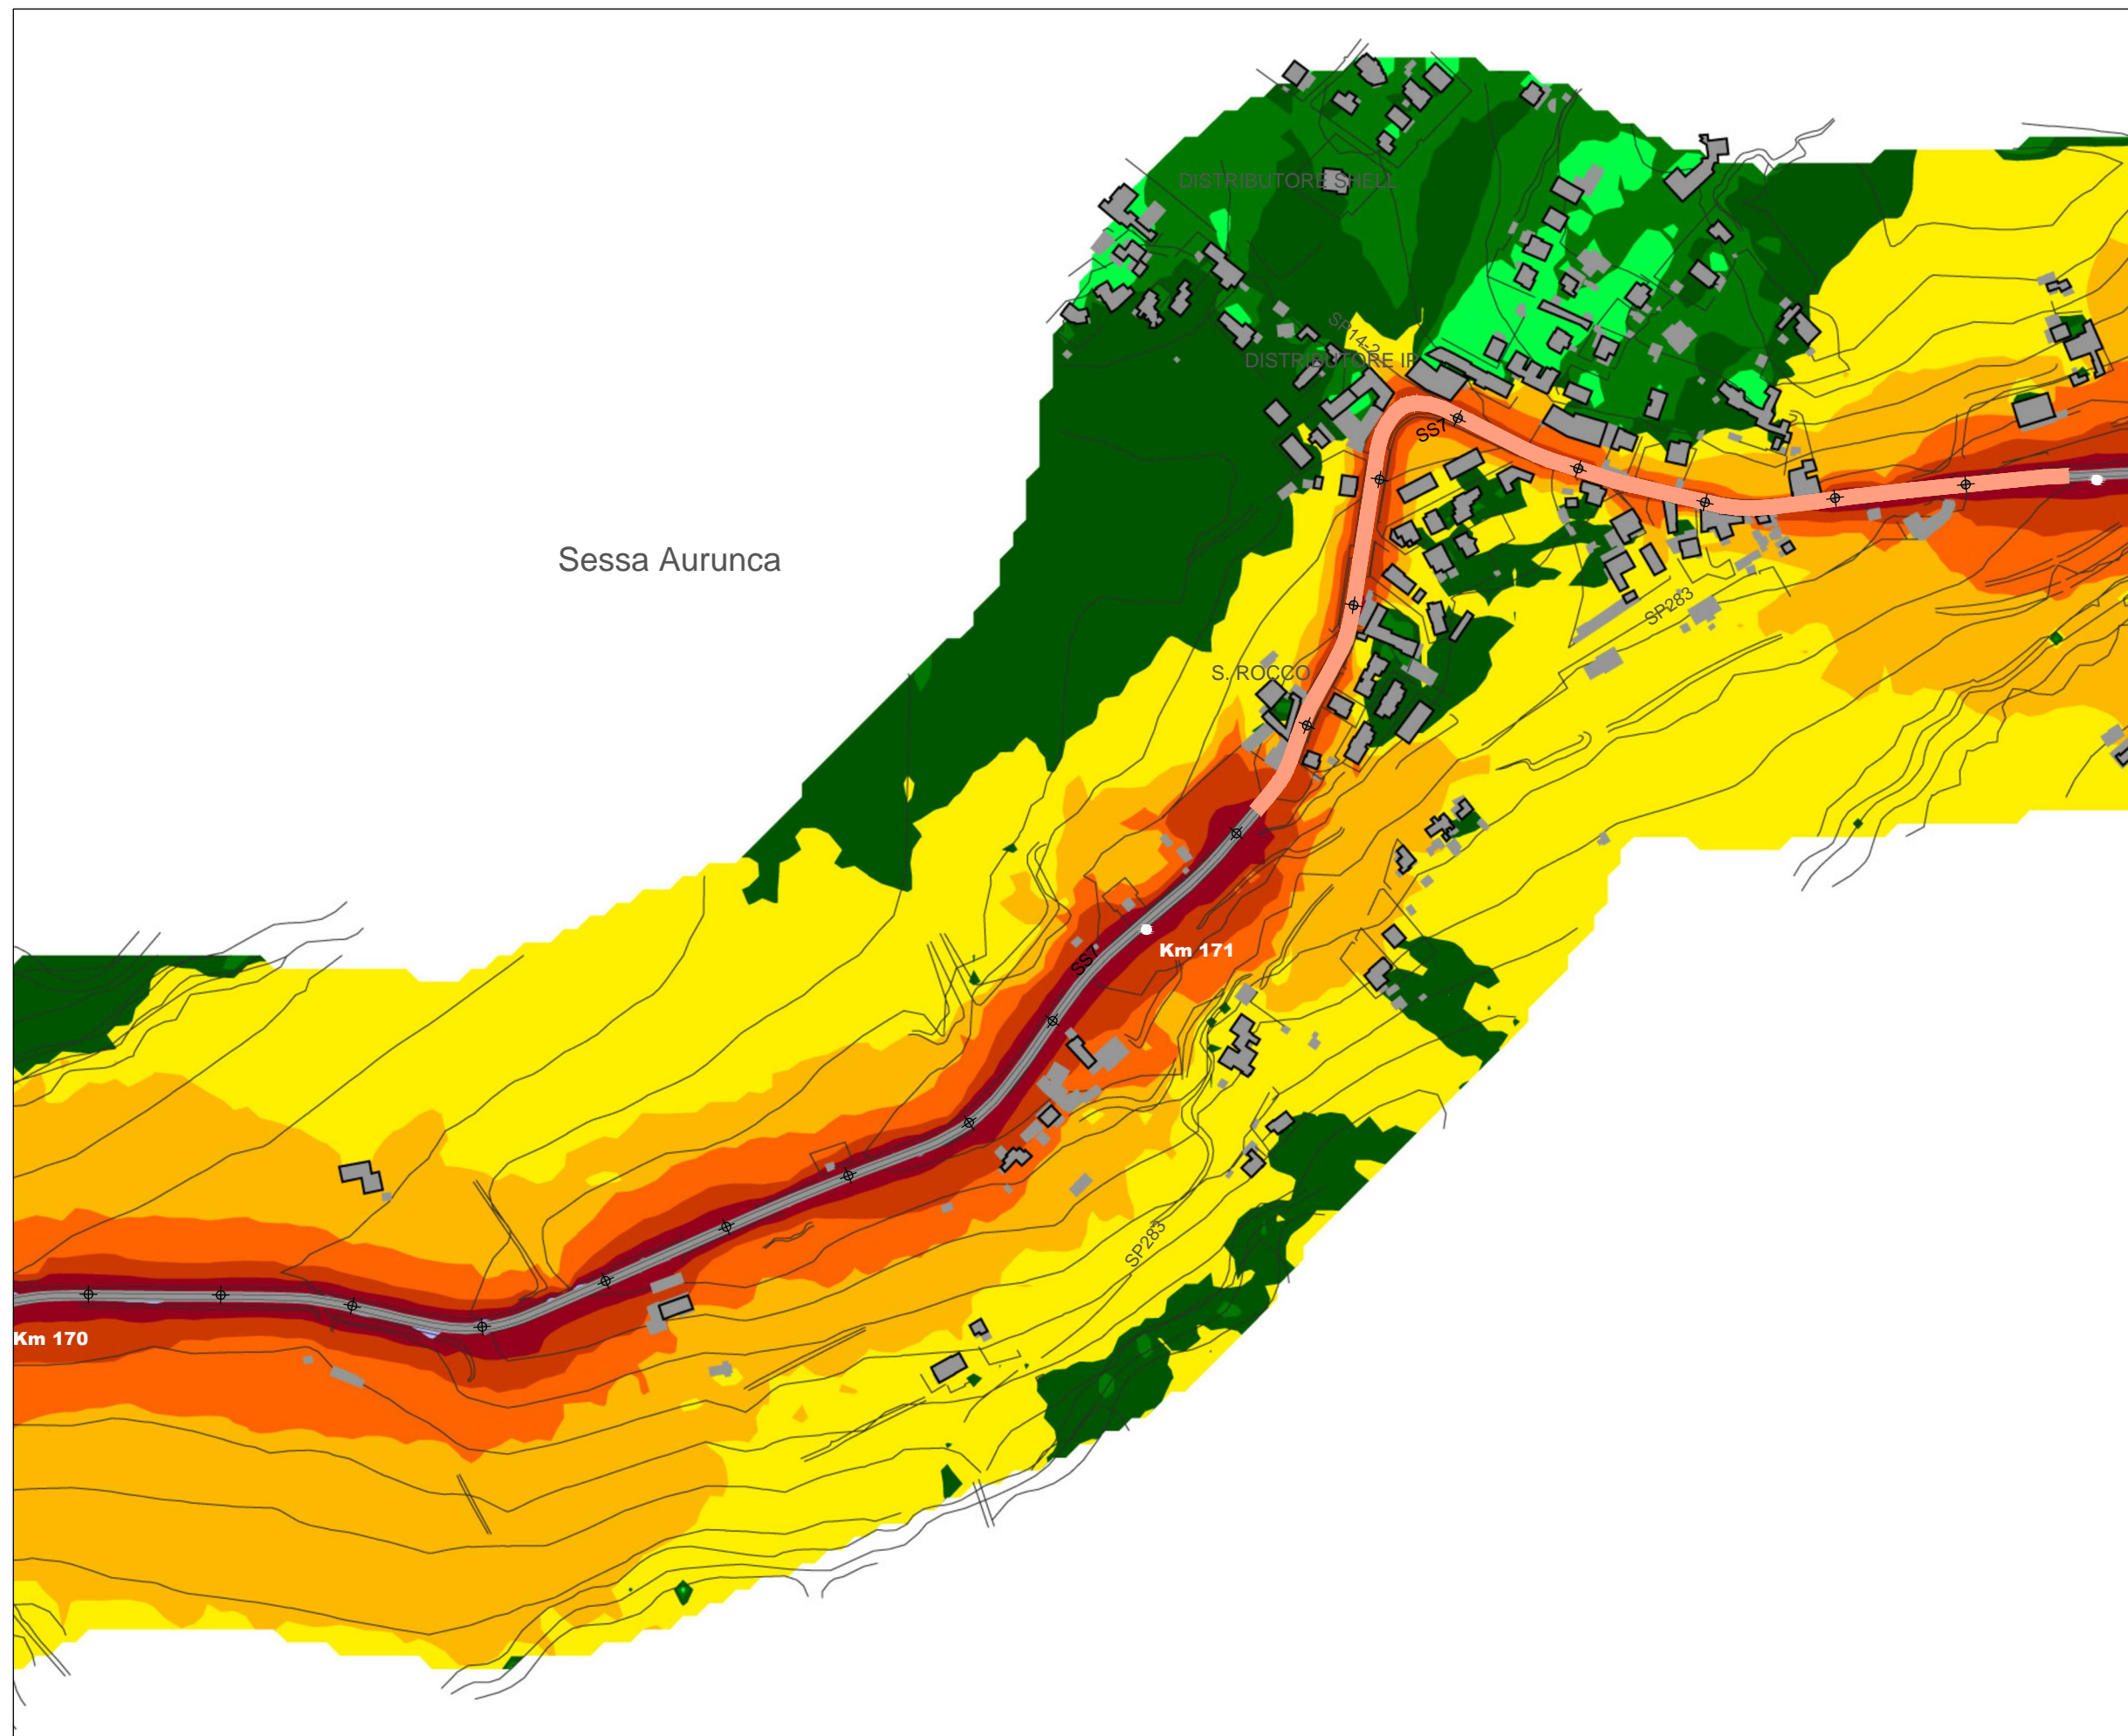 DISTRIBUTORE SHELL
SP14-2
DISTRIBUTORE IP
SS7
Sessa Aurunca
SP283
S. ROCCO
Km 171
SS7
SP283
Km 170